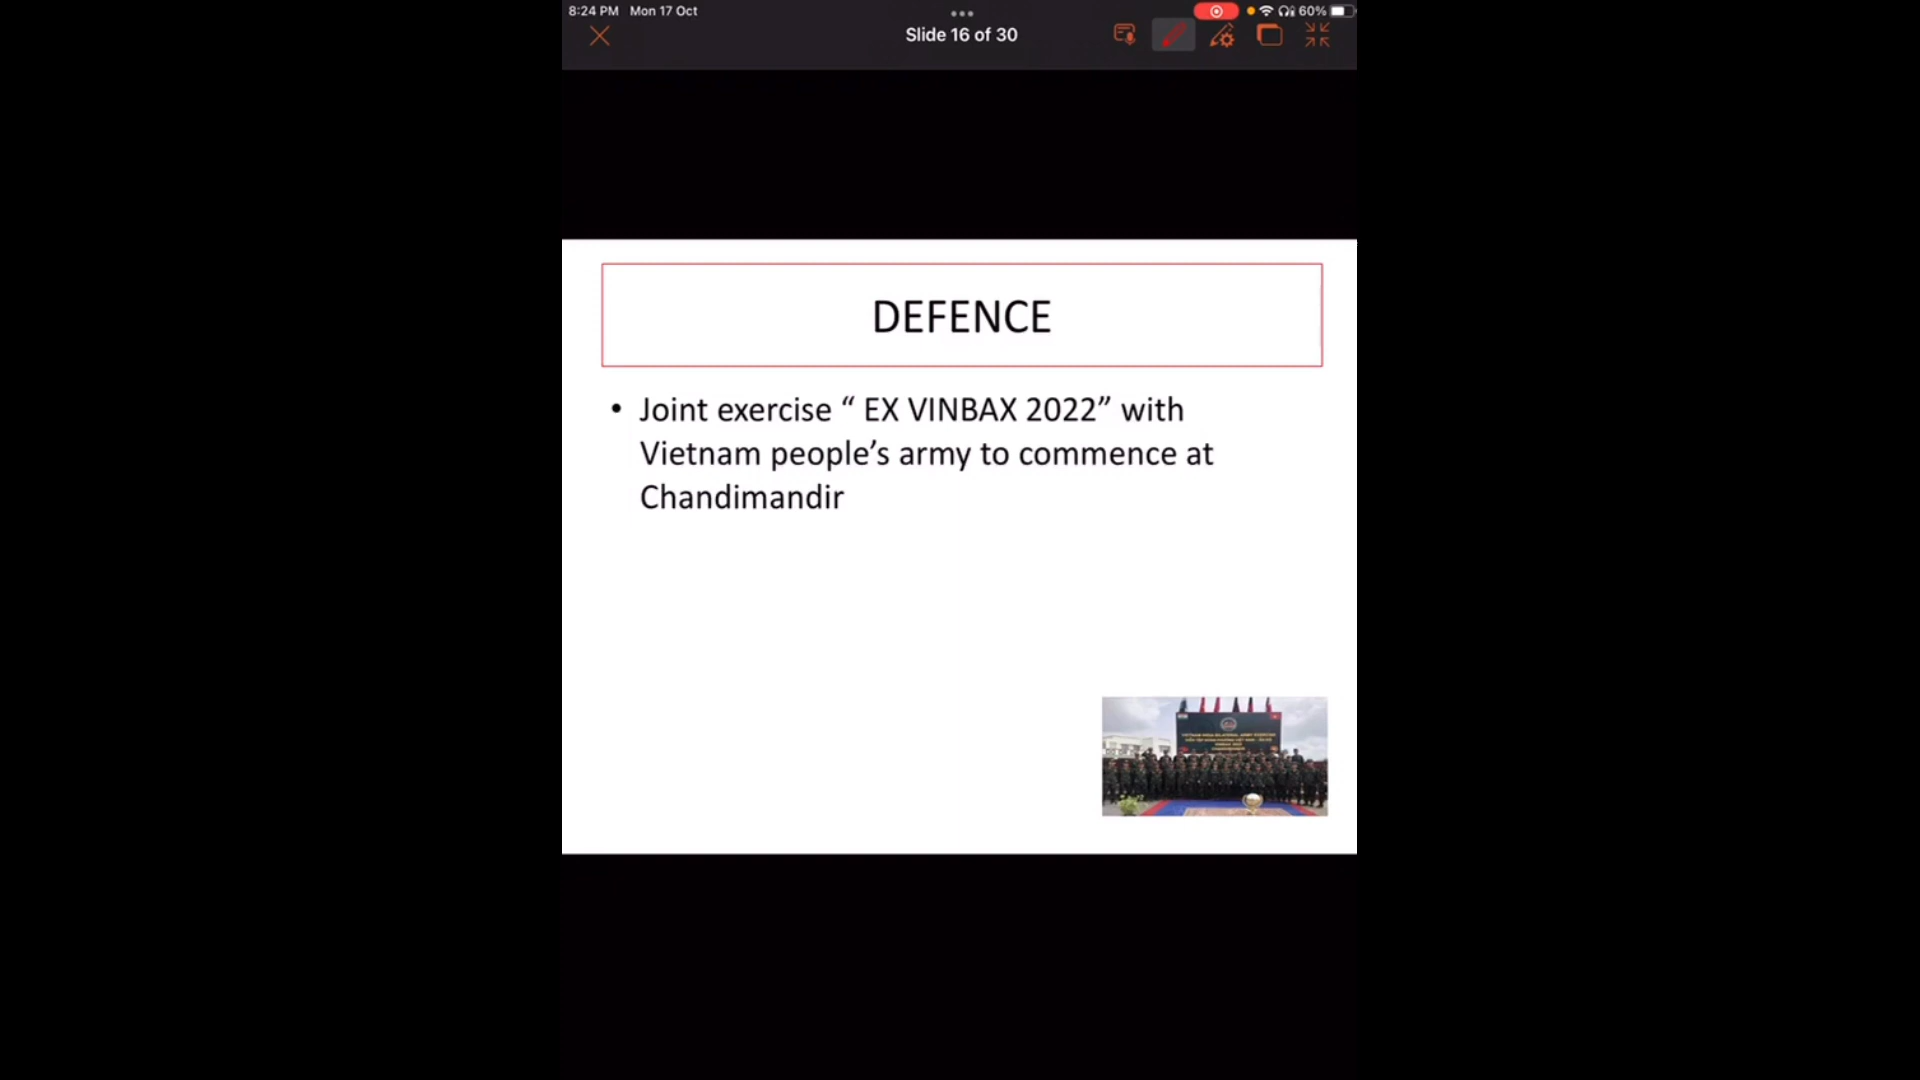 8:24 PM Mon 17 Oct
60%
Slide 16 of 30
DEFENCE
• Joint exercise “ EX VINBAX 2022” with
Vietnam people’s army to commence at
Chandimandir